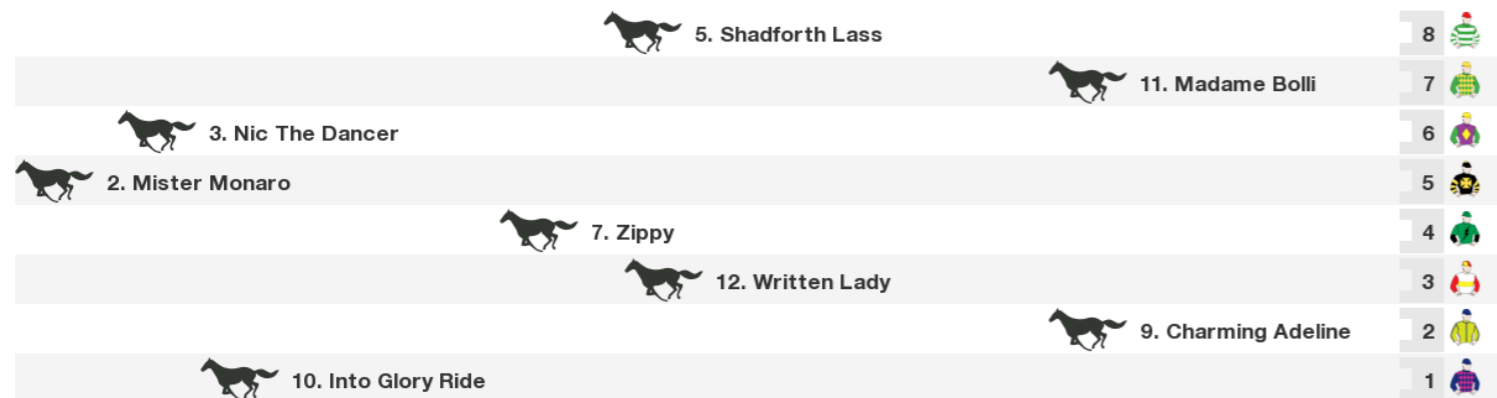 5. Shadforth Lass 8
11. Madame Bolli 7
3. Nic The Dancer 6
2. Mister Monaro 5
7. Zippy 4
12. Written Lady 3
9. Charming Adeline 2
10. Into Glory Ride 1